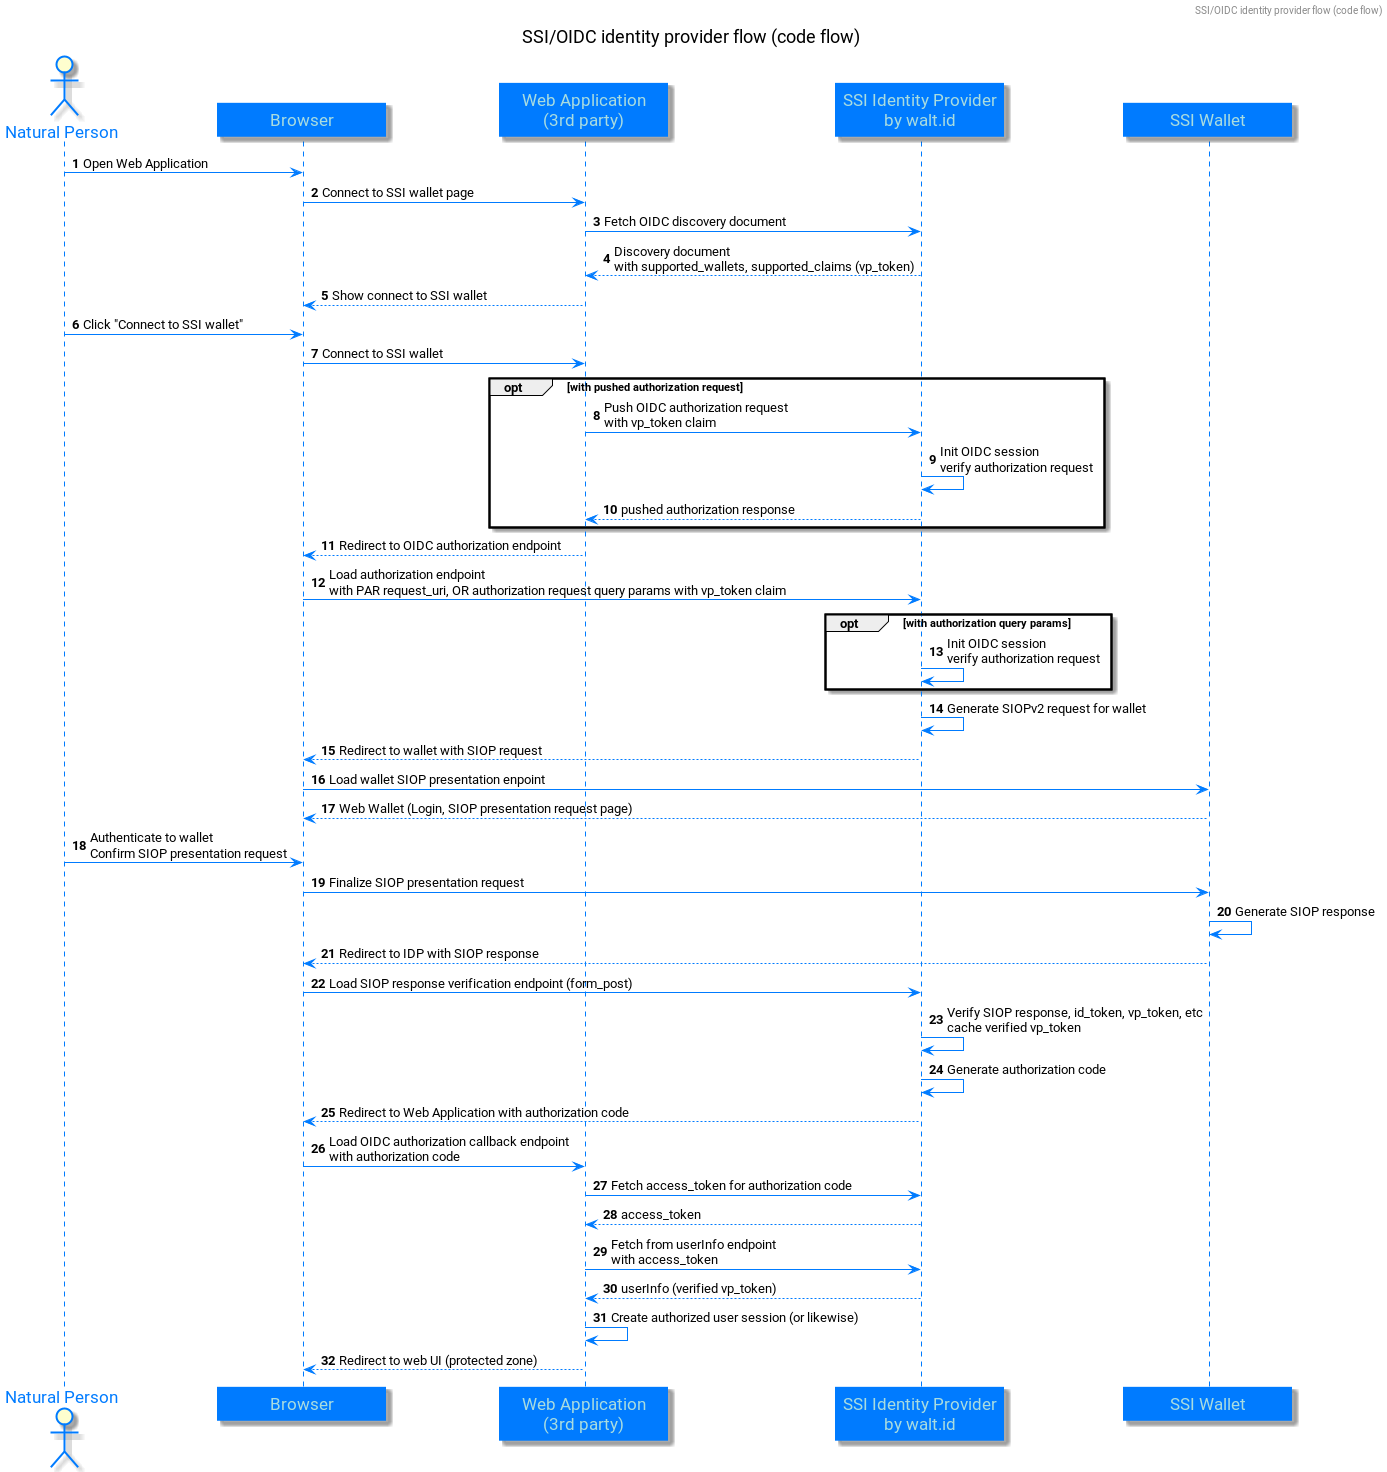 SSI/OIDC identity provider flow (code flow)
SSI/OIDC identity provider flow (code flow)
Natural Person
Browser
Web Application
(3rd party)
SSI Identity Provider
by walt.id
SSI Wallet
1 Open Web Application
2 Connect to SSI wallet page
3 Fetch OIDC discovery document
4 Discovery document
with supported_wallets, supported_claims (vp_token)
5 Show connect to SSI wallet
6 Click "Connect to SSI wallet"
7 Connect to SSI wallet
opt [with pushed authorization request]
8 Push OIDC authorization request
with vp_token claim
9 Init OIDC session
verify authorization request
10 pushed authorization response
11 Redirect to OIDC authorization endpoint
12 Load authorization endpoint
with PAR request_uri, OR authorization request query params with vp_token claim
opt [with authorization query params]
13 Init OIDC session
verify authorization request
14 Generate SIOPv2 request for wallet
15 Redirect to wallet with SIOP request
16 Load wallet SIOP presentation enpoint
17 Web Wallet (Login, SIOP presentation request page)
18 Authenticate to wallet
Confirm SIOP presentation request
19 Finalize SIOP presentation request
20 Generate SIOP response
21 Redirect to IDP with SIOP response
22 Load SIOP response verification endpoint (form_post)
23 Verify SIOP response, id_token, vp_token, etc
cache verified vp_token
24 Generate authorization code
25 Redirect to Web Application with authorization code
26 Load OIDC authorization callback endpoint
with authorization code
27 Fetch access_token for authorization code
28 access_token
29 Fetch from userInfo endpoint
with access_token
30 userInfo (verified vp_token)
31 Create authorized user session (or likewise)
32 Redirect to web UI (protected zone)
Natural Person
Browser
Web Application
(3rd party)
SSI Identity Provider
by walt.id
SSI Wallet